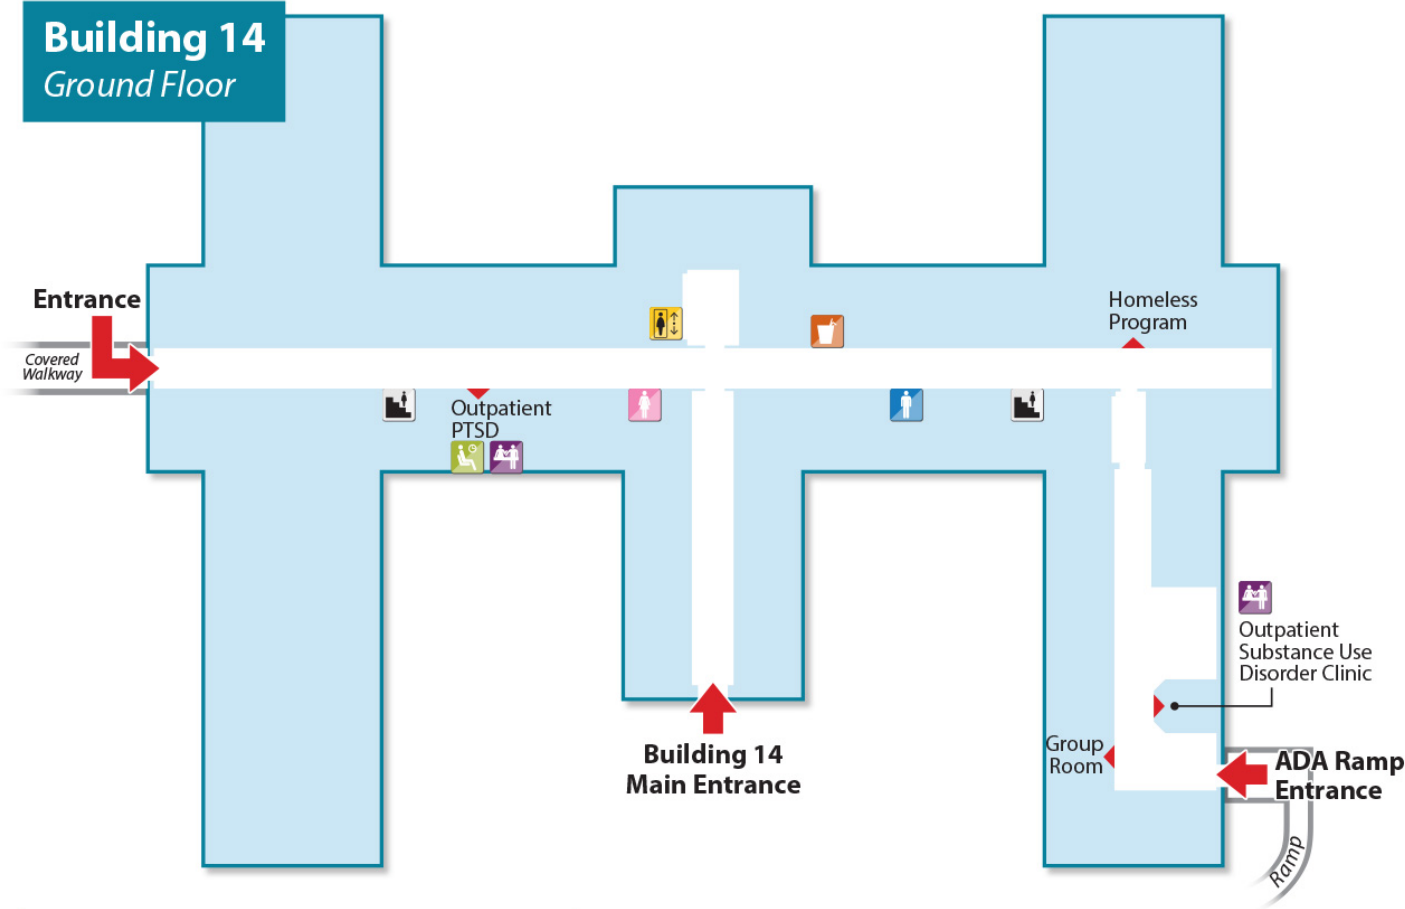 Building 14
Ground Floor
Entrance
Covered
Walkway
Homeless
Program
Outpatient
PTSD
Outpatient
Substance Use
Disorder Clinic
Group
Room
Building 14
Main Entrance
ADA Ramp
Entrance
Ramp